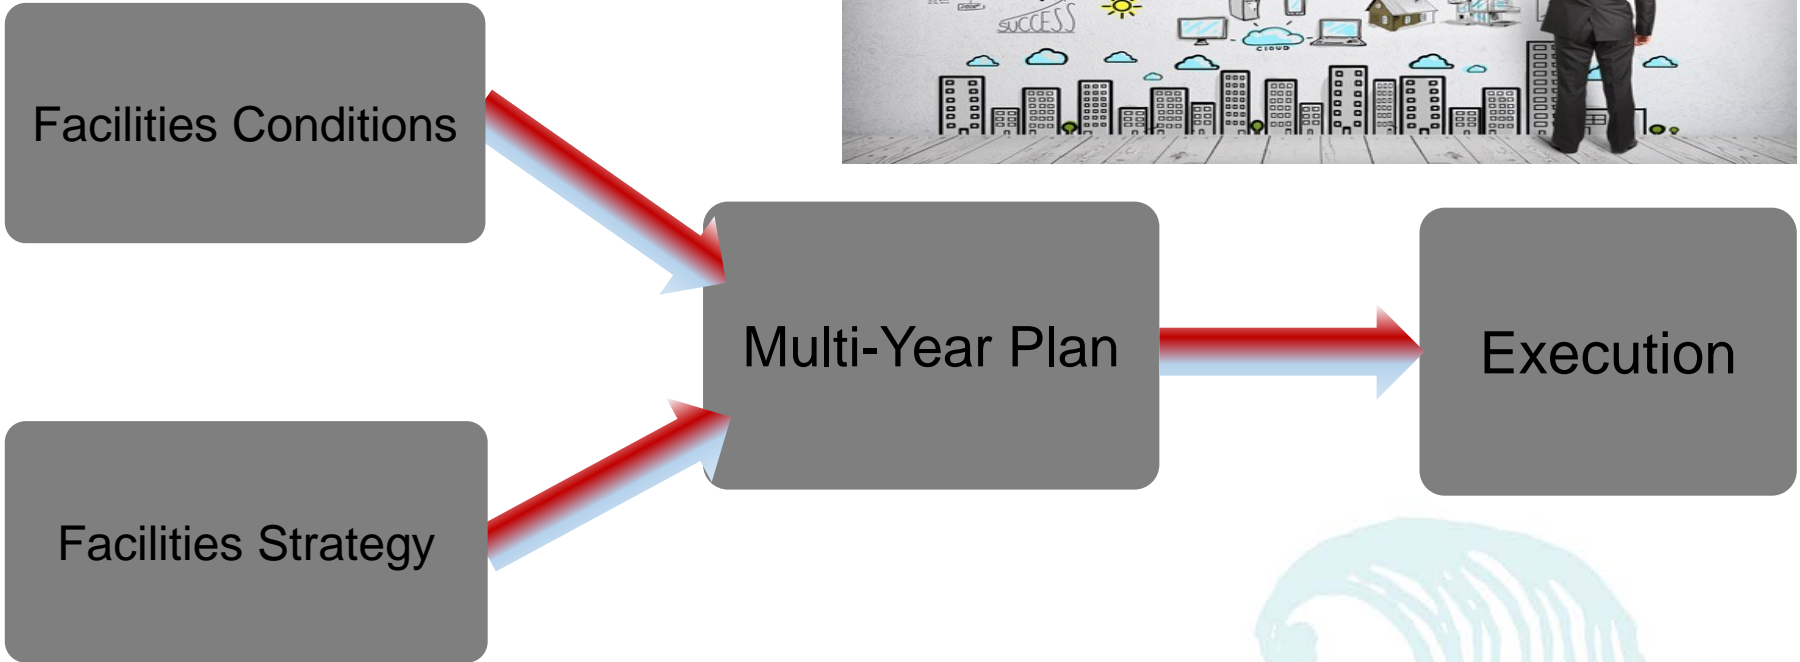 SUCCESS
CLOUD
Facilities Conditions
Multi-Year Plan
Execution
Facilities Strategy